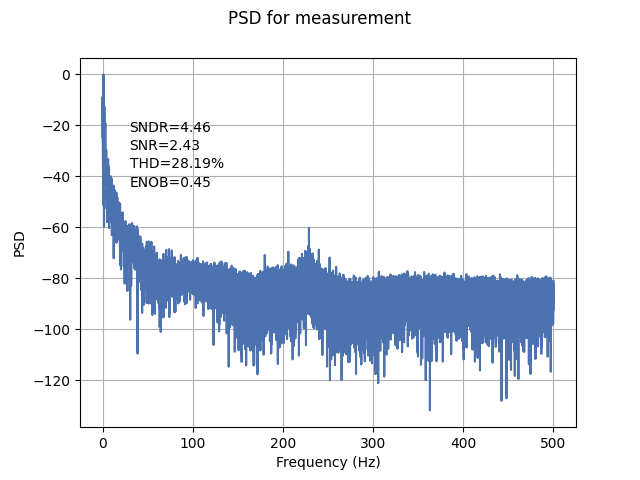 PSD for measurement
0
−20
−40
−60
−80
−100
−120
PSD
SNDR=4.46
SNR=2.43
THD=28.19%
ENOB=0.45
0 100 200 300 400 500
Frequency (Hz)